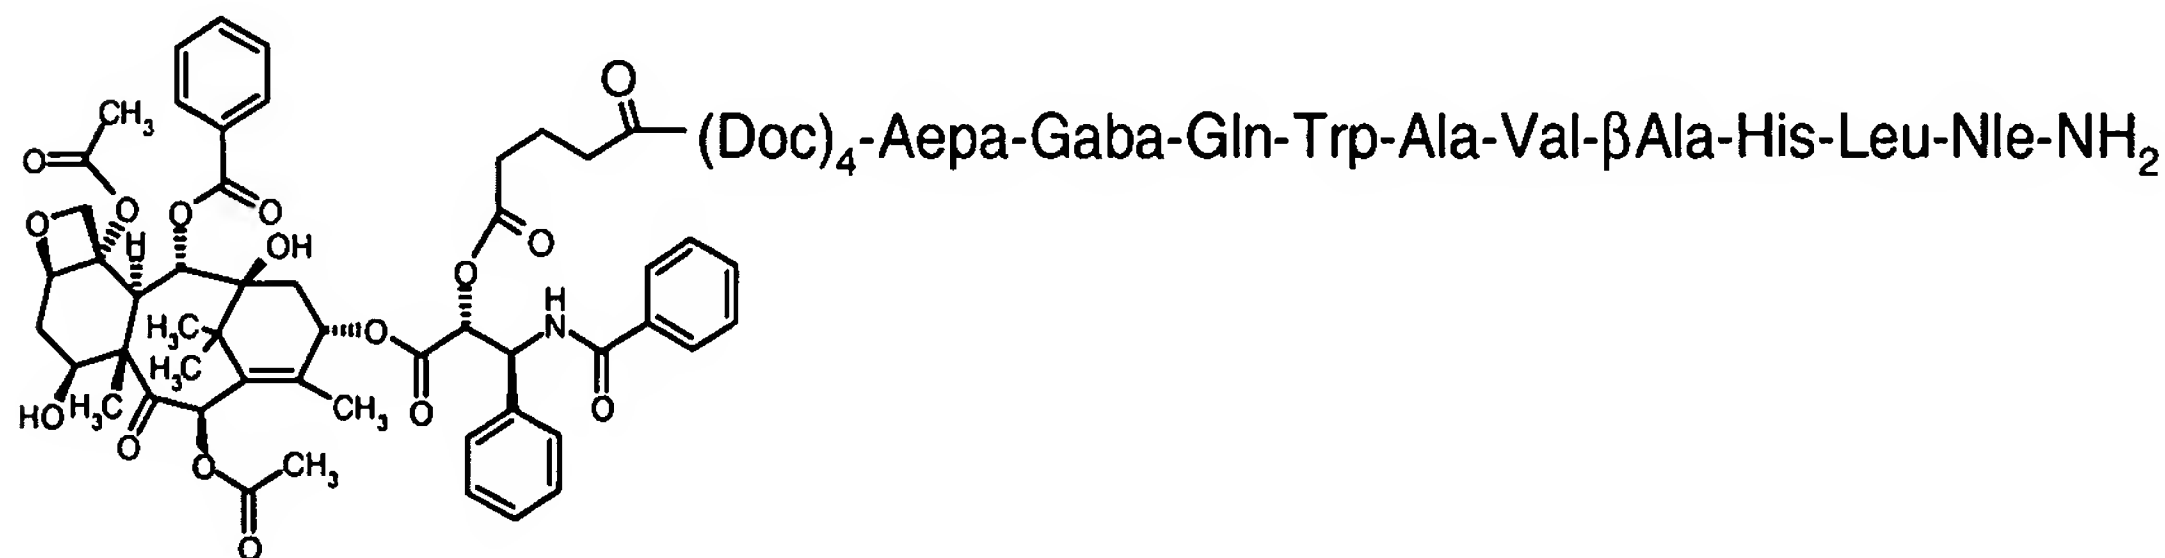 O
CH3
(Doc)4-Aepa-Gaba-Gln-Trp-Ala-Val-βAla-His-Leu-Nle-NH2
O
O
O
O
O
O
O
H
OH
O
H
N
H3C
O
H3C
HO
H3C
CH3
O
O
O
O
CH3
O